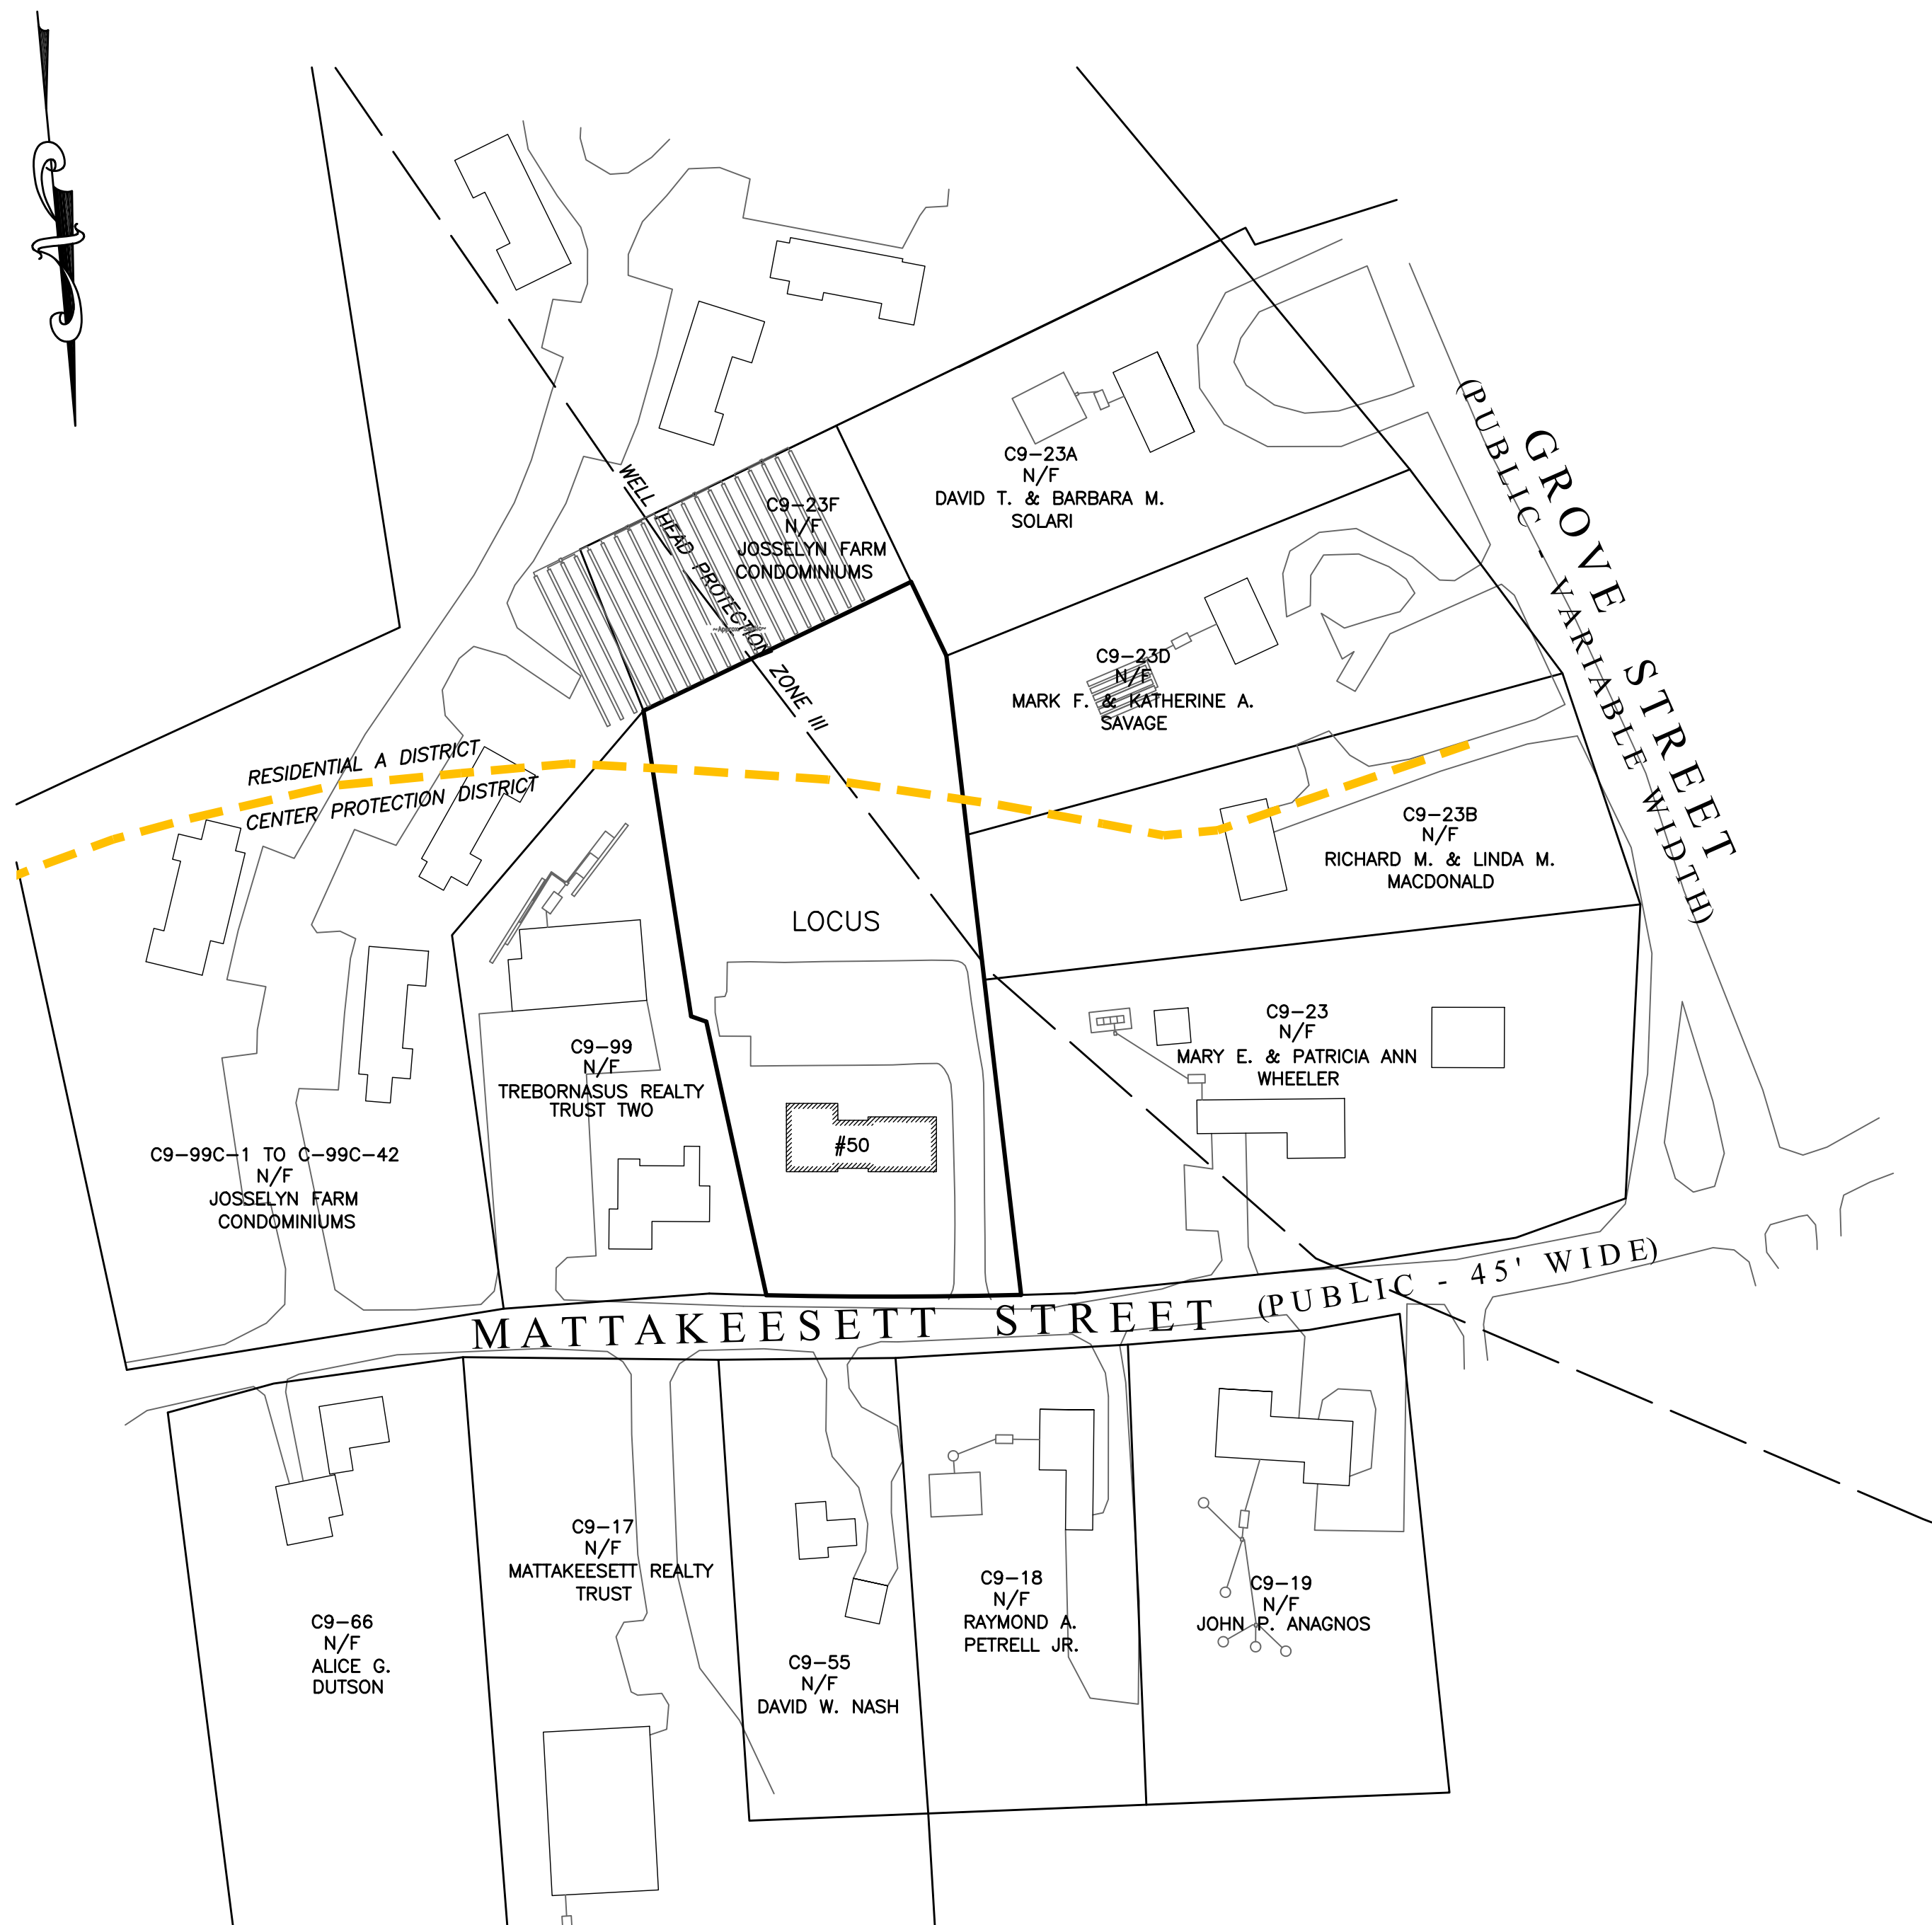 C9-23A
N/F
DAVID T. & BARBARA M.
SOLARI
GROVE STREET
(PUBLIC - VARIABLE WIDTH)
WELL HEAD PROTECTION ZONE III
C9-23F
N/F
JOSSELYN FARM
CONDOMINIUMS
C9-23D
N/F
MARK F. & KATHERINE A.
SAVAGE
RESIDENTIAL A DISTRICT
CENTER PROTECTION DISTRICT
C9-23B
N/F
RICHARD M. & LINDA M.
MACDONALD
LOCUS
C9-23
N/F
MARY E. & PATRICIA ANN
WHEELER
C9-99
N/F
TREBORNASUS REALTY
TRUST TWO
#50
C9-99C-1 TO C-99C-42
N/F
JOSSELYN FARM
CONDOMINIUMS
MATTAKEESETT STREET (PUBLIC - 45' WIDE)
C9-17
N/F
MATTAKEESETT REALTY
TRUST
C9-18
N/F
RAYMOND A.
PETRELL JR.
C9-19
N/F
JOHN P. ANAGNOS
C9-66
N/F
ALICE G.
DUTSON
C9-55
N/F
DAVID W. NASH